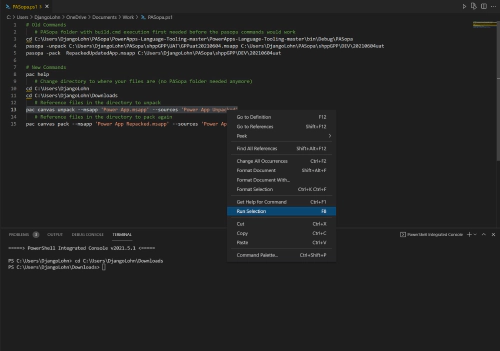 PASopa.ps1
C: > Users > DjangoLohn > OneDrive > Documents > Work > PASopa.ps1
1 # Old Commands
2 # PASopa folder with build.cmd execution first needed before the pasopa commands would work
3 cd C:\Users\DjangoLohn\PASopa\PowerApps-Language-Tooling-master\PowerApps-Language-Tooling-master\bin\Debug\PASopa
4 pasopa -unpack C:\Users\DjangoLohn\PASopa\shppGPP\UAT\GPPuat20210604.msapp C:\Users\DjangoLohn\PASopa\shppGPP\DEV\20210604uat
5 pasopa -pack RepackedUpdatedApp.msapp C:\Users\DjangoLohn\PASopa\shppGPP\DEV\20210604uat
6
7 # New Commands
8 pac help
9 # Change directory to where your files are (no PASopa folder needed anymore)
10 cd C:\Users\DjangoLohn
11 cd C:\Users\DjangoLohn\Downloads
12 # Reference files in the directory to unpack
13 pac canvas unpack --msapp 'Power App.msapp' --sources 'Power App Unpacked'
14 # Reference files in the directory to pack again
15 pac canvas pack --msapp 'Power App Repacked.msapp' --sources 'Power Ap
Go to Definition F12
Go to References Shift+F12
Peek >
Find All References Shift+Alt+F12
Change All Occurrences Ctrl+F2
Format Document Shift+Alt+F
Format Document With...
Format Selection Ctrl+K Ctrl+F
Get Help for Command Ctrl+F1
Run Selection F8
Cut Ctrl+X
Copy Ctrl+C
Paste Ctrl+V
Command Palette... Ctrl+Shift+P
PROBLEMS 3 OUTPUT DEBUG CONSOLE TERMINAL PowerShell Integrated Console
=====> PowerShell Integrated Console v2021.5.1 <=====
PS C:\Users\DjangoLohn> cd C:\Users\DjangoLohn\Downloads
PS C:\Users\DjangoLohn\Downloads>